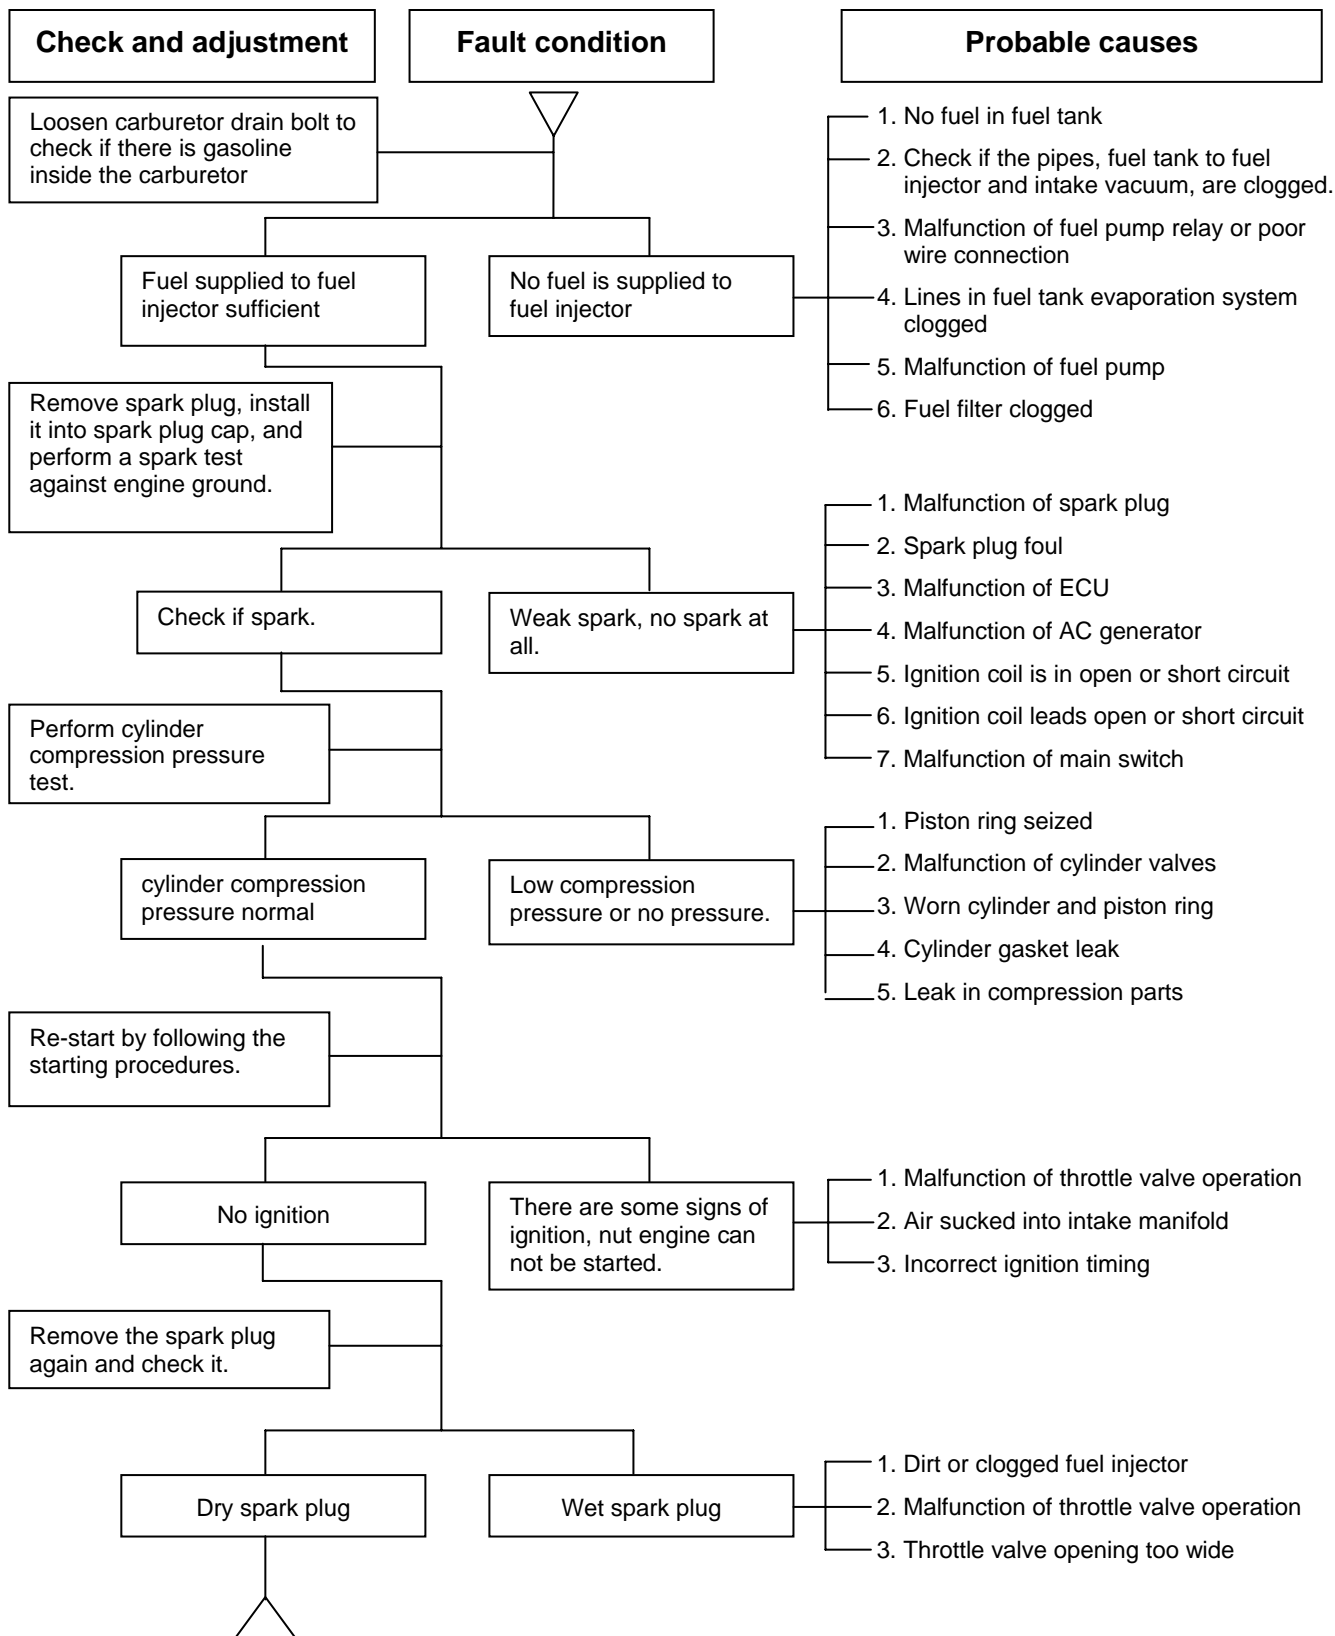 Check and adjustment
Fault condition
Probable causes
Loosen carburetor drain bolt to
check if there is gasoline
inside the carburetor
1. No fuel in fuel tank
2. Check if the pipes, fuel tank to fuel
injector and intake vacuum, are clogged.
3. Malfunction of fuel pump relay or poor
wire connection
4. Lines in fuel tank evaporation system
clogged
5. Malfunction of fuel pump
6. Fuel filter clogged
Fuel supplied to fuel
injector sufficient
No fuel is supplied to
fuel injector
Remove spark plug, install
it into spark plug cap, and
perform a spark test
against engine ground.
1. Malfunction of spark plug
2. Spark plug foul
3. Malfunction of ECU
4. Malfunction of AC generator
5. Ignition coil is in open or short circuit
6. Ignition coil leads open or short circuit
7. Malfunction of main switch
Check if spark.
Weak spark, no spark at
all.
Perform cylinder
compression pressure
test.
1. Piston ring seized
2. Malfunction of cylinder valves
3. Worn cylinder and piston ring
4. Cylinder gasket leak
5. Leak in compression parts
cylinder compression
pressure normal
Low compression
pressure or no pressure.
Re-start by following the
starting procedures.
No ignition
There are some signs of
ignition, nut engine can
not be started.
1. Malfunction of throttle valve operation
2. Air sucked into intake manifold
3. Incorrect ignition timing
Remove the spark plug
again and check it.
Dry spark plug
Wet spark plug
1. Dirt or clogged fuel injector
2. Malfunction of throttle valve operation
3. Throttle valve opening too wide